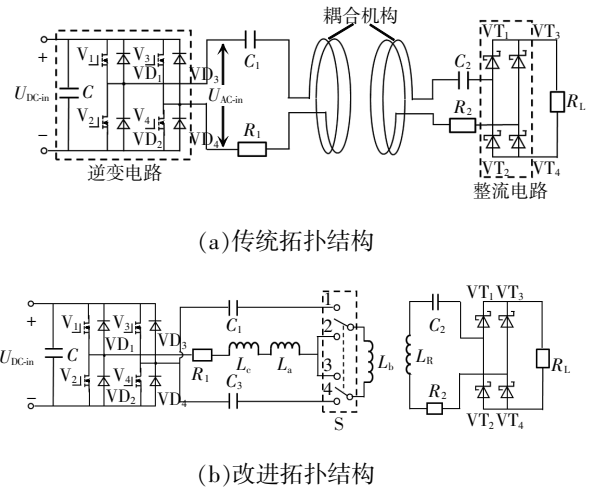 耦合机构
+ V₁ V₃ C₁ C₂ VT₁ VT₃
VD₁ VD₃
U_DC-in C U_AC-in R_L
V₂ V₄ R₁ R₂
− VD₂ VD₄ VT₂ VT₄
逆变电路 整流电路
(a)传统拓扑结构
1 VT₁ VT₃
+ V₁ V₃ C₁ 2 C₂
VD₁ VD₃
U_DC-in C R₁ L_c L_a L_b L_R R_L
V₂ V₄ 3
− VD₂ VD₄ C₃ 4 R₂
S VT₂ VT₄
(b)改进拓扑结构